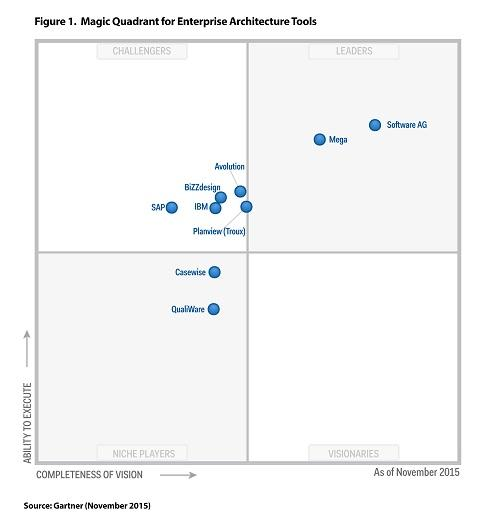 Figure 1. Magic Quadrant for Enterprise Architecture Tools
CHALLENGERS
LEADERS
Software AG
Mega
Avolution
BiZZdesign
SAP
IBM
Planview (Troux)
Casewise
QualiWare
ABILITY TO EXECUTE
NICHE PLAYERS
VISIONARIES
COMPLETENESS OF VISION
As of November 2015
Source: Gartner (November 2015)